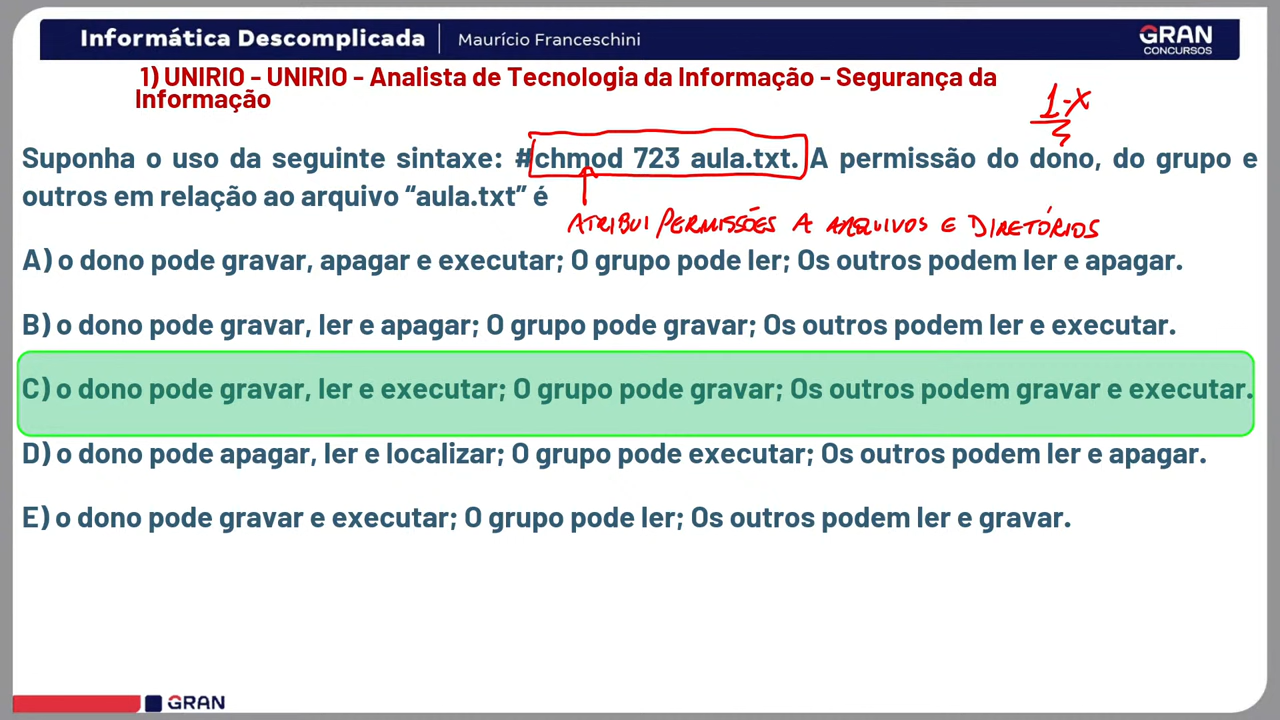 Informática Descomplicada | Maurício Franceschini
GRAN
CONCURSOS
1) UNIRIO - UNIRIO - Analista de Tecnologia da Informação - Segurança da
Informação
1-X
Suponha o uso da seguinte sintaxe: #chmod 723 aula.txt. A permissão do dono, do grupo e
outros em relação ao arquivo “aula.txt” é
ATRIBUI PERMISSÕES A ARQUIVOS E DIRETÓRIOS
A) o dono pode gravar, apagar e executar; O grupo pode ler; Os outros podem ler e apagar.
B) o dono pode gravar, ler e apagar; O grupo pode gravar; Os outros podem ler e executar.
C) o dono pode gravar, ler e executar; O grupo pode gravar; Os outros podem gravar e executar.
D) o dono pode apagar, ler e localizar; O grupo pode executar; Os outros podem ler e apagar.
E) o dono pode gravar e executar; O grupo pode ler; Os outros podem ler e gravar.
GRAN